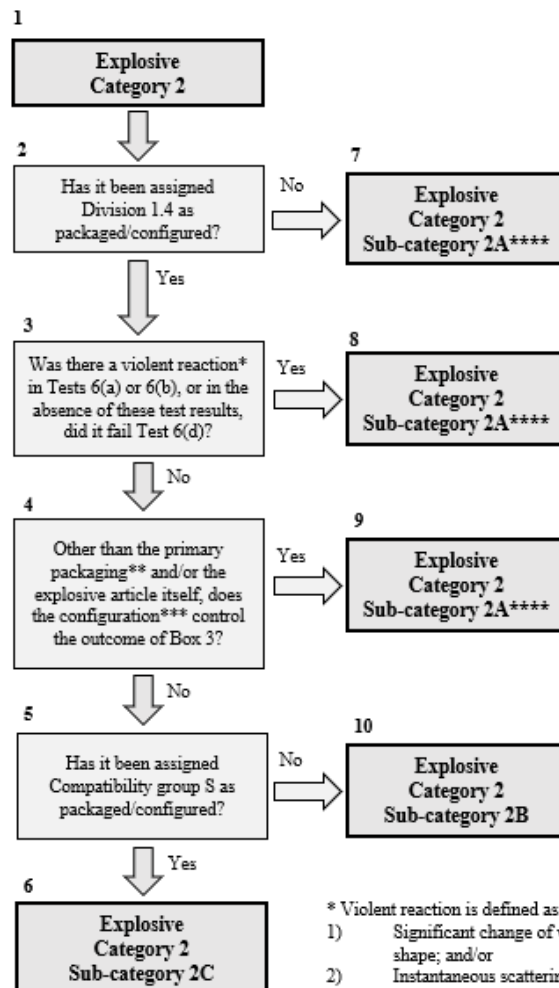 1
Explosive
Category 2
2
Has it been assigned
Division 1.4 as
packaged/configured?
No
7
Explosive
Category 2
Sub-category 2A****
Yes
3
Was there a violent reaction*
in Tests 6(a) or 6(b), or in the
absence of these test results,
did it fail Test 6(d)?
Yes
8
Explosive
Category 2
Sub-category 2A****
No
4
Other than the primary
packaging** and/or the
explosive article itself, does
the configuration*** control
the outcome of Box 3?
Yes
9
Explosive
Category 2
Sub-category 2A****
No
5
Has it been assigned
Compatibility group S as
packaged/configured?
No
10
Explosive
Category 2
Sub-category 2B
Yes
6
Explosive
Category 2
Sub-category 2C
* Violent reaction is defined as
1) Significant change of
shape; and/or
2) Instantaneous